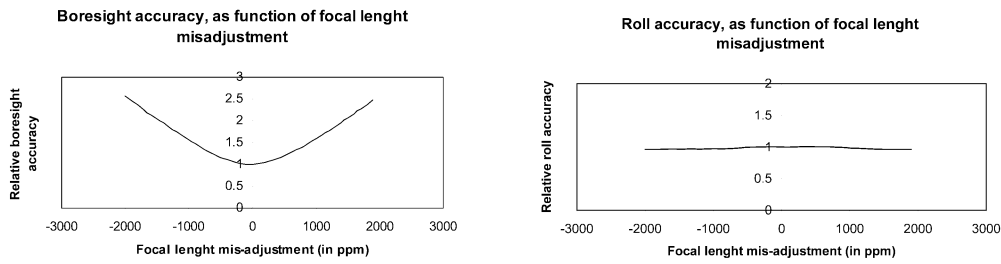 Boresight accuracy, as function of focal lenght
misadjustment
Relative boresight
accuracy
3
2.5
2
1.5
1
0.5
0
-3000 -2000 -1000 0 1000 2000 3000
Focal lenght mis-adjustment (in ppm)
Roll accuracy, as function of focal lenght
misadjustment
Relative roll accuracy
2
1.5
1
0.5
0
-3000 -2000 -1000 0 1000 2000 3000
Focal lenght mis-adjustment (in ppm)